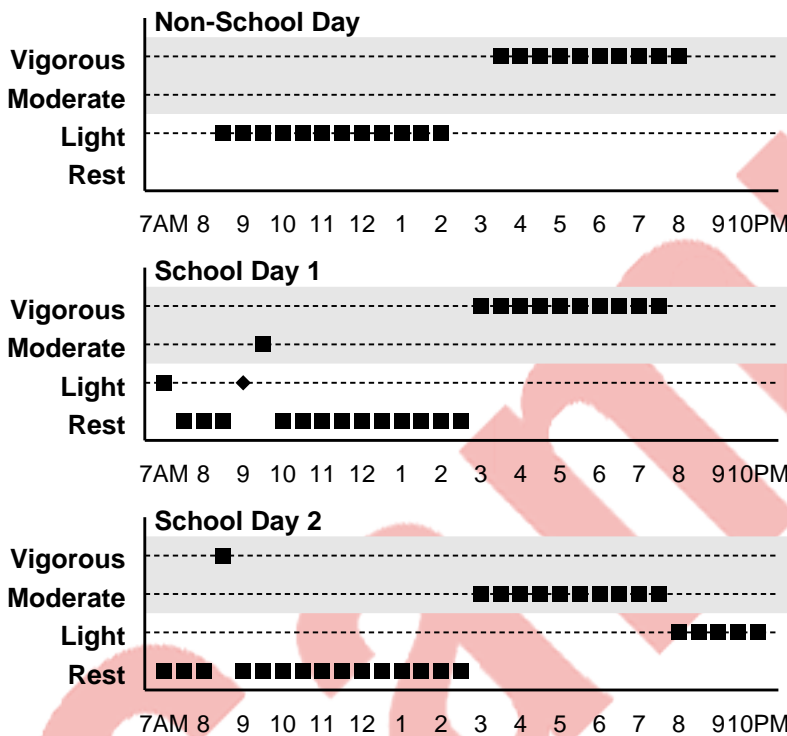 Non-School Day
Vigorous
Moderate
Light
Rest
7AM 8 9 10 11 12 1 2 3 4 5 6 7 8 910PM
School Day 1
Vigorous
Moderate
Light
Rest
7AM 8 9 10 11 12 1 2 3 4 5 6 7 8 910PM
School Day 2
Vigorous
Moderate
Light
Rest
7AM 8 9 10 11 12 1 2 3 4 5 6 7 8 910PM